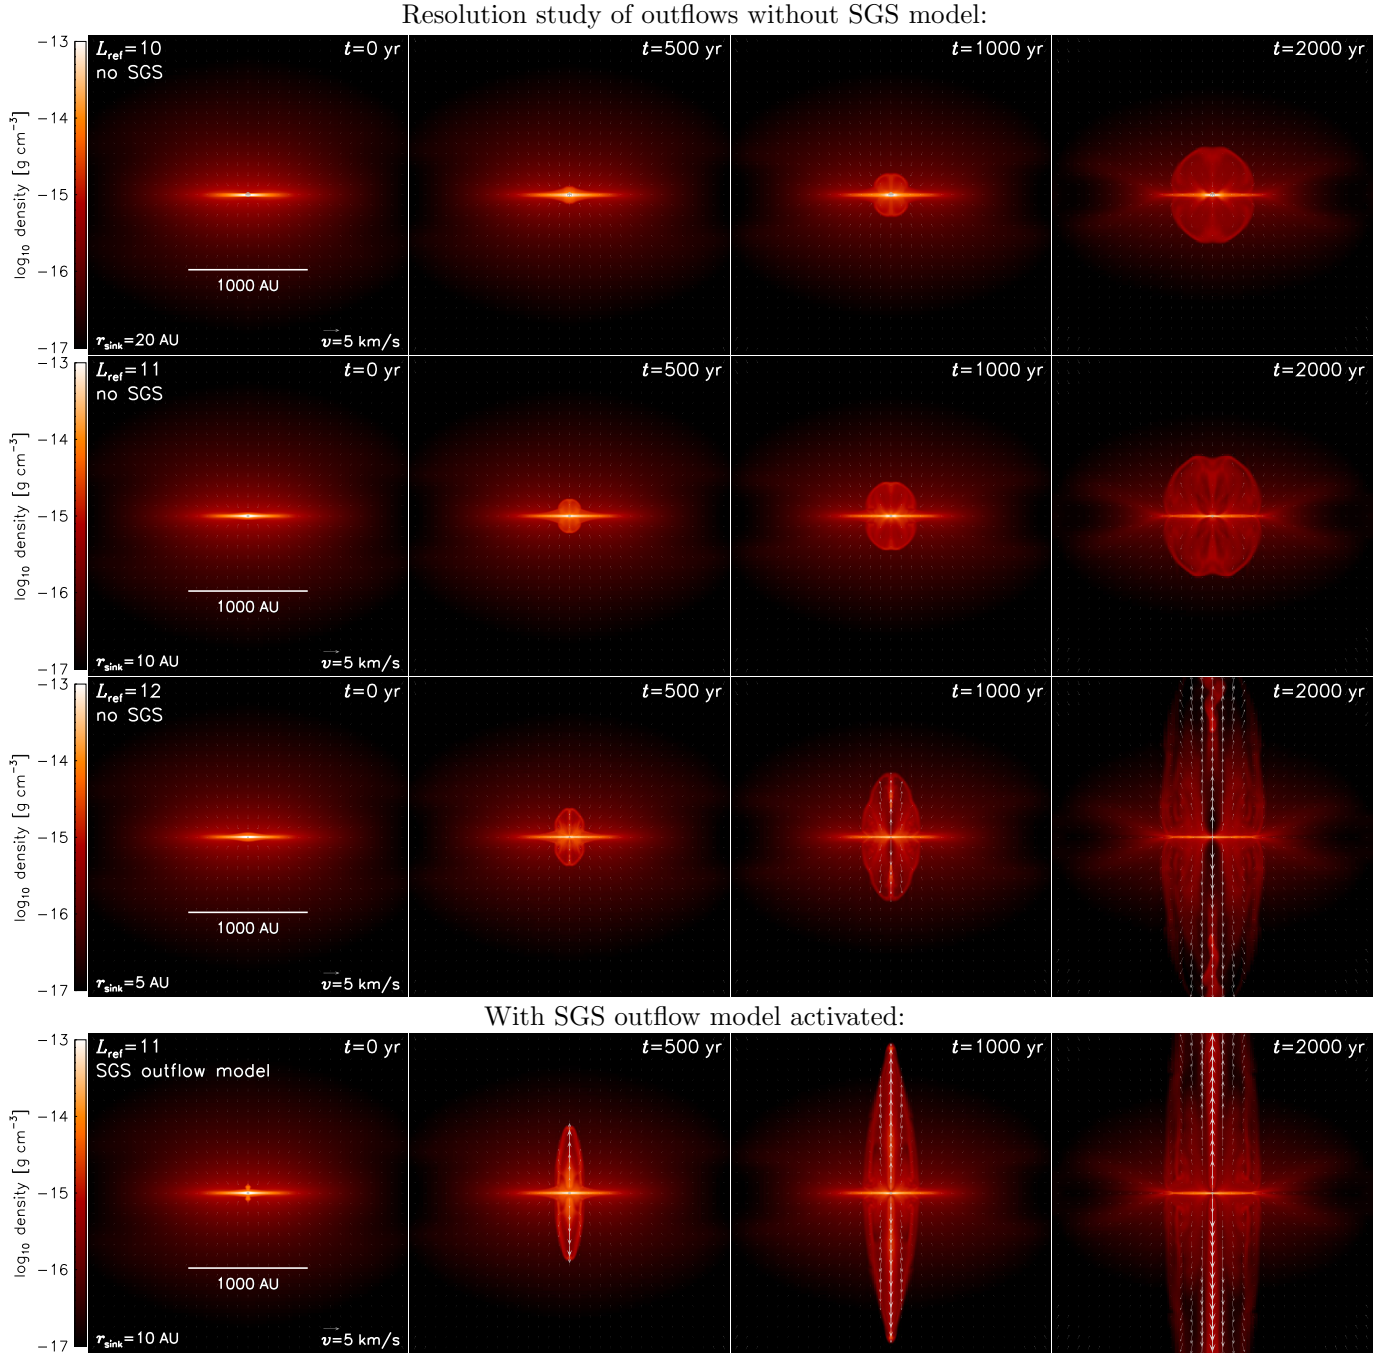 Resolution study of outflows without SGS model:
−13
−14
−15
−16
−17
log₁₀ density [g cm⁻³]
L_ref=10
no SGS
t=0 yr
1000 AU
r_sink=20 AU
v=5 km/s
t=500 yr
t=1000 yr
t=2000 yr
−13
−14
−15
−16
−17
log₁₀ density [g cm⁻³]
L_ref=11
no SGS
t=0 yr
1000 AU
r_sink=10 AU
v=5 km/s
t=500 yr
t=1000 yr
t=2000 yr
−13
−14
−15
−16
−17
log₁₀ density [g cm⁻³]
L_ref=12
no SGS
t=0 yr
1000 AU
r_sink=5 AU
v=5 km/s
t=500 yr
t=1000 yr
t=2000 yr
With SGS outflow model activated:
−13
−14
−15
−16
−17
log₁₀ density [g cm⁻³]
L_ref=11
SGS outflow model
t=0 yr
1000 AU
r_sink=10 AU
v=5 km/s
t=500 yr
t=1000 yr
t=2000 yr